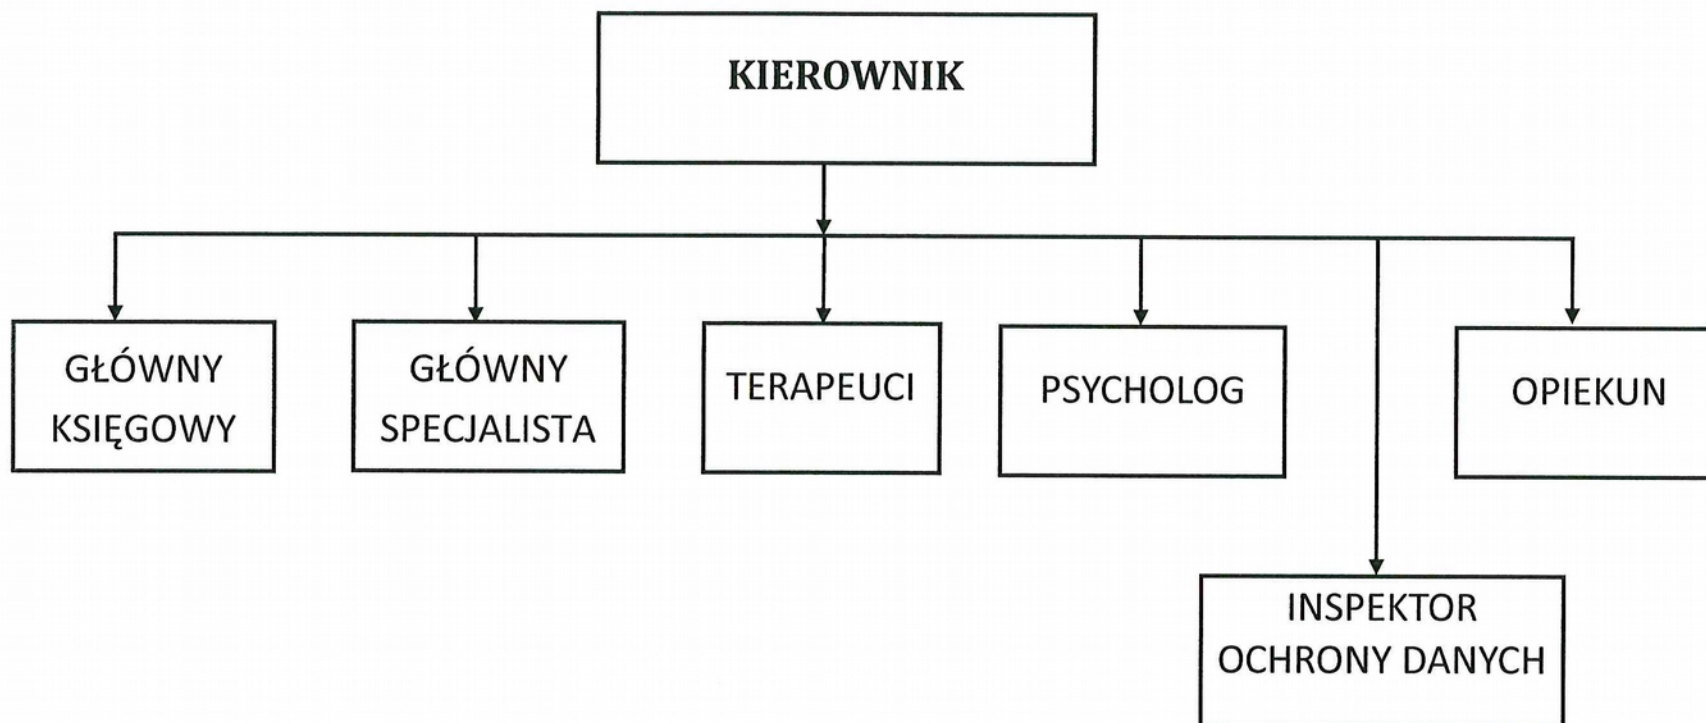 KIEROWNIK
GŁÓWNY
KSIĘGOWY
GŁÓWNY
SPECJALISTA
TERAPEUCI
PSYCHOLOG
OPIEKUN
INSPEKTOR
OCHRONY DANYCH